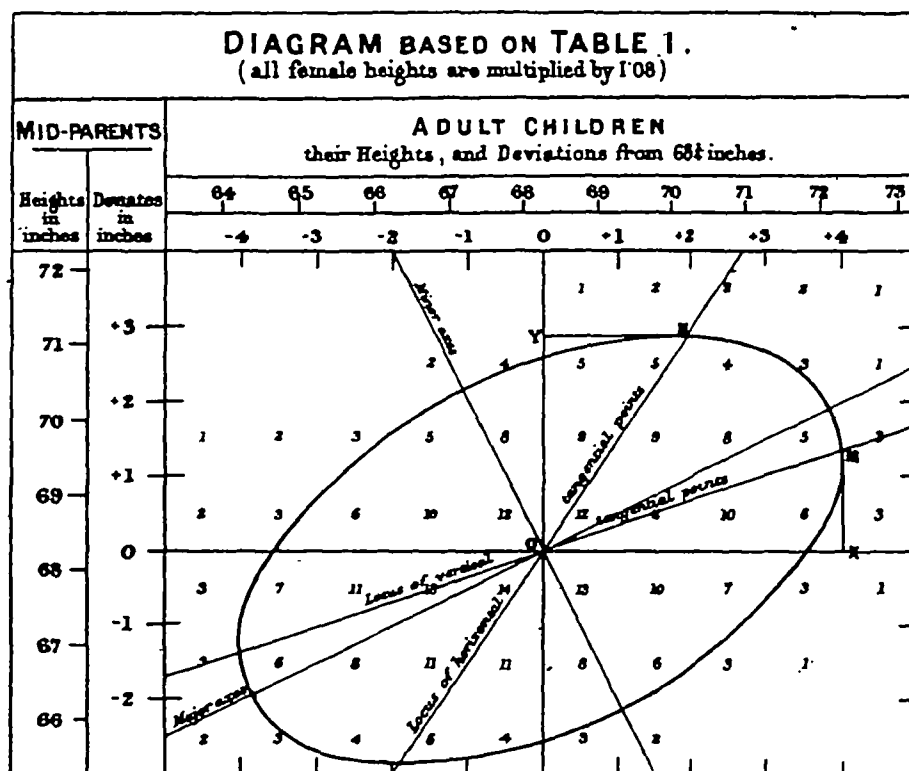 DIAGRAM BASED ON TABLE 1.
(all female heights are multiplied by 1'08)
MID-PARENTS
ADULT CHILDREN
their Heights, and Deviations from 68¼ inches.
Heights in inches
Deviates in inches
64 65 66 67 68 69 70 71 72 73
-4 -3 -2 -1 0 +1 +2 +3 +4
72
1 2 2 2 1
+3
Y
71
2 4 5 5 4 3 1
+2
70
1 2 3 5 8 9 9 8 5 3
+1
69
2 3 6 10 12 12 10 6 3
0
O
X
68
3 7 11 13 14 13 10 7 3 1
-1
67
6 8 11 11 8 6 3 1
-2
66
2 3 4 5 4 3 2
Minor axes
tangential points
tangential points
Locus of vertical
Major axes
Locus of horizontal